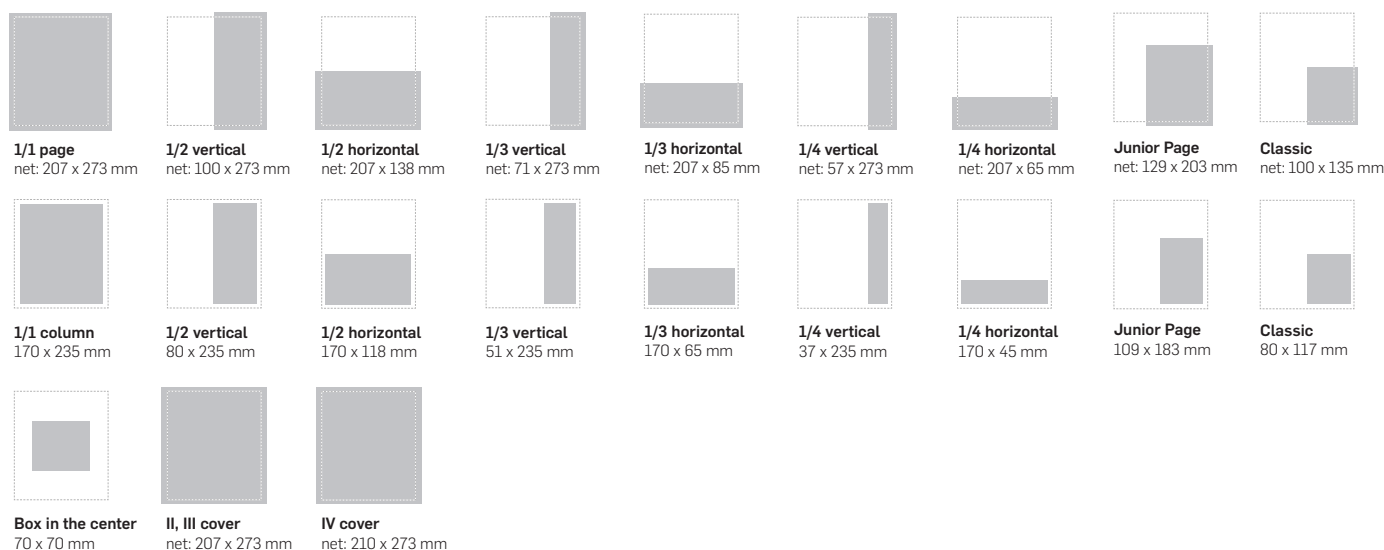 1/1 page
net: 207 x 273 mm
1/2 vertical
net: 100 x 273 mm
1/2 horizontal
net: 207 x 138 mm
1/3 vertical
net: 71 x 273 mm
1/3 horizontal
net: 207 x 85 mm
1/4 vertical
net: 57 x 273 mm
1/4 horizontal
net: 207 x 65 mm
Junior Page
net: 129 x 203 mm
Classic
net: 100 x 135 mm
1/1 column
170 x 235 mm
1/2 vertical
80 x 235 mm
1/2 horizontal
170 x 118 mm
1/3 vertical
51 x 235 mm
1/3 horizontal
170 x 65 mm
1/4 vertical
37 x 235 mm
1/4 horizontal
170 x 45 mm
Junior Page
109 x 183 mm
Classic
80 x 117 mm
Box in the center
70 x 70 mm
II, III cover
net: 207 x 273 mm
IV cover
net: 210 x 273 mm